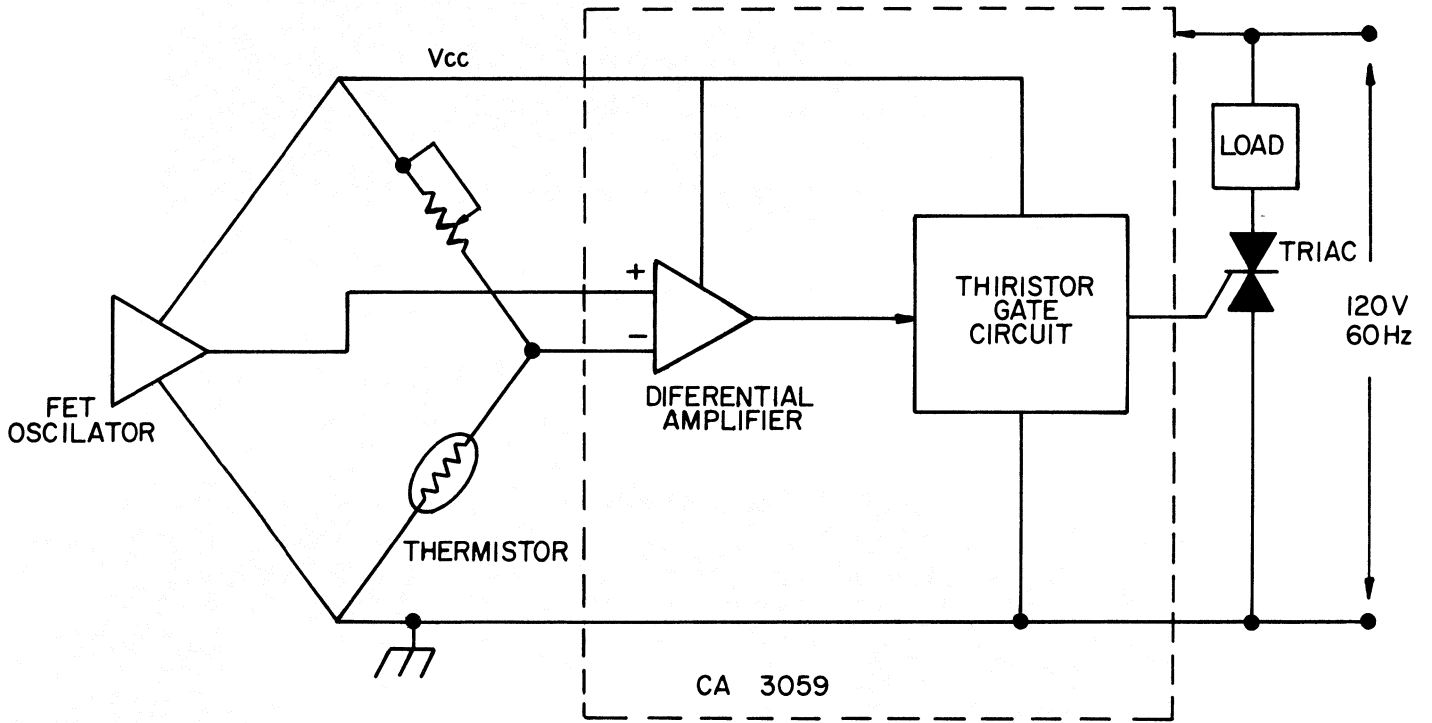 Vcc
LOAD
TRIAC
+
THIRISTOR
GATE
CIRCUIT
120V
60Hz
−
DIFERENTIAL
AMPLIFIER
FET
OSCILATOR
THERMISTOR
CA 3059